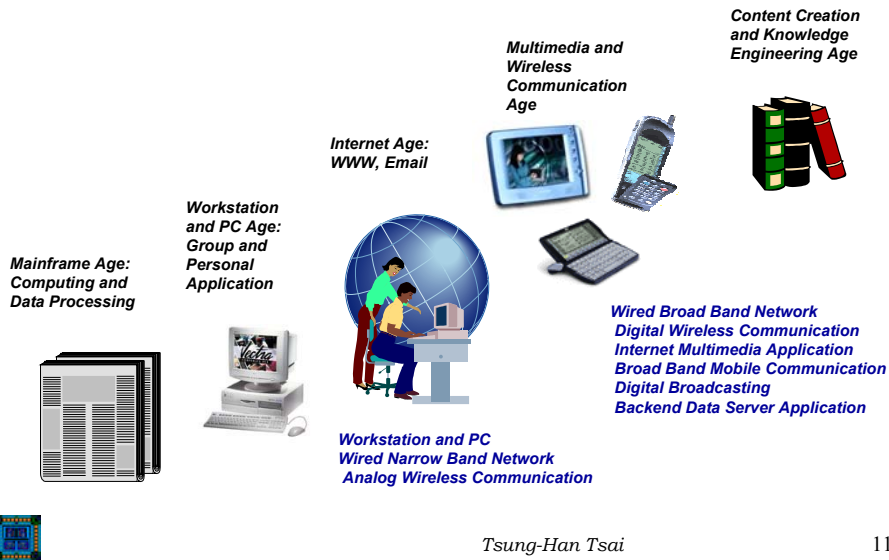 Content Creation
and Knowledge
Engineering Age
Multimedia and
Wireless
Communication
Age
Internet Age:
WWW, Email
Workstation
and PC Age:
Group and
Personal
Application
Mainframe Age:
Computing and
Data Processing
Vectra
Wired Broad Band Network
Digital Wireless Communication
Internet Multimedia Application
Broad Band Mobile Communication
Digital Broadcasting
Backend Data Server Application
Workstation and PC
Wired Narrow Band Network
Analog Wireless Communication
Tsung-Han Tsai
11